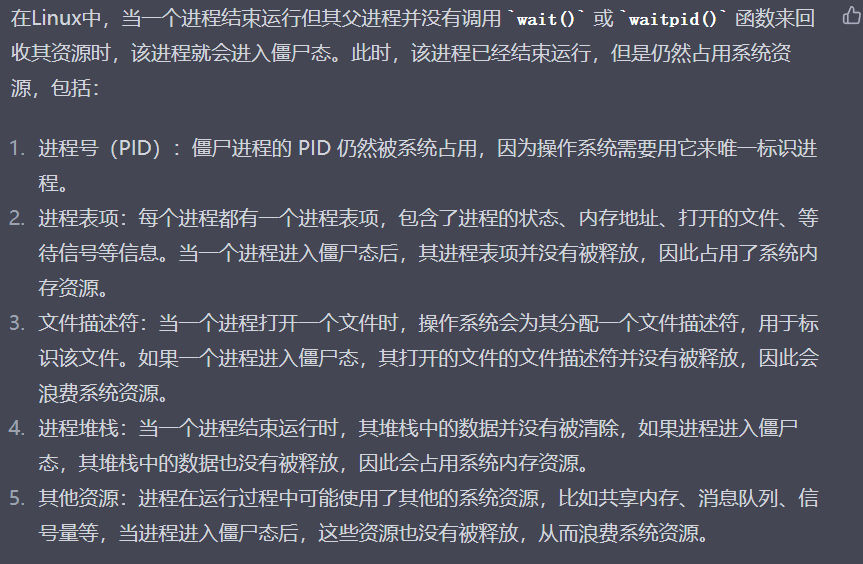 在Linux中，当一个进程结束运行但其父进程并没有调用 `wait()` 或 `waitpid()` 函数来回
收其资源时，该进程就会进入僵尸态。此时，该进程已经结束运行，但是仍然占用系统资
源，包括：
1. 进程号（PID）：僵尸进程的 PID 仍然被系统占用，因为操作系统需要用它来唯一标识进
程。
2. 进程表项：每个进程都有一个进程表项，包含了进程的状态、内存地址、打开的文件、等
待信号等信息。当一个进程进入僵尸态后，其进程表项并没有被释放，因此占用了系统内
存资源。
3. 文件描述符：当一个进程打开一个文件时，操作系统会为其分配一个文件描述符，用于标
识该文件。如果一个进程进入僵尸态，其打开的文件的文件描述符并没有被释放，因此会
浪费系统资源。
4. 进程堆栈：当一个进程结束运行时，其堆栈中的数据并没有被清除，如果进程进入僵尸
态，其堆栈中的数据也没有被释放，因此会占用系统内存资源。
5. 其他资源：进程在运行过程中可能使用了其他的系统资源，比如共享内存、消息队列、信
号量等，当进程进入僵尸态后，这些资源也没有被释放，从而浪费系统资源。